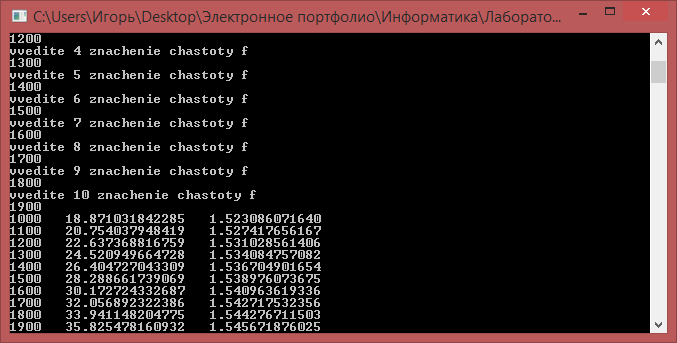 C:\Users\Игорь\Desktop\Электронное портфолио\Информатика\Лаборато...
1200
vvedite 4 znachenie chastoty f
1300
vvedite 5 znachenie chastoty f
1400
vvedite 6 znachenie chastoty f
1500
vvedite 7 znachenie chastoty f
1600
vvedite 8 znachenie chastoty f
1700
vvedite 9 znachenie chastoty f
1800
vvedite 10 znachenie chastoty f
1900
1000 18.871031842285 1.523086071640
1100 20.754037948419 1.527417656167
1200 22.637368816759 1.531028561406
1300 24.520949664728 1.534084757082
1400 26.404727043309 1.536704901654
1500 28.288661739069 1.538976073675
1600 30.172724332687 1.540963619336
1700 32.056892322386 1.542717532356
1800 33.941148204775 1.544276711503
1900 35.825478160932 1.545671876025